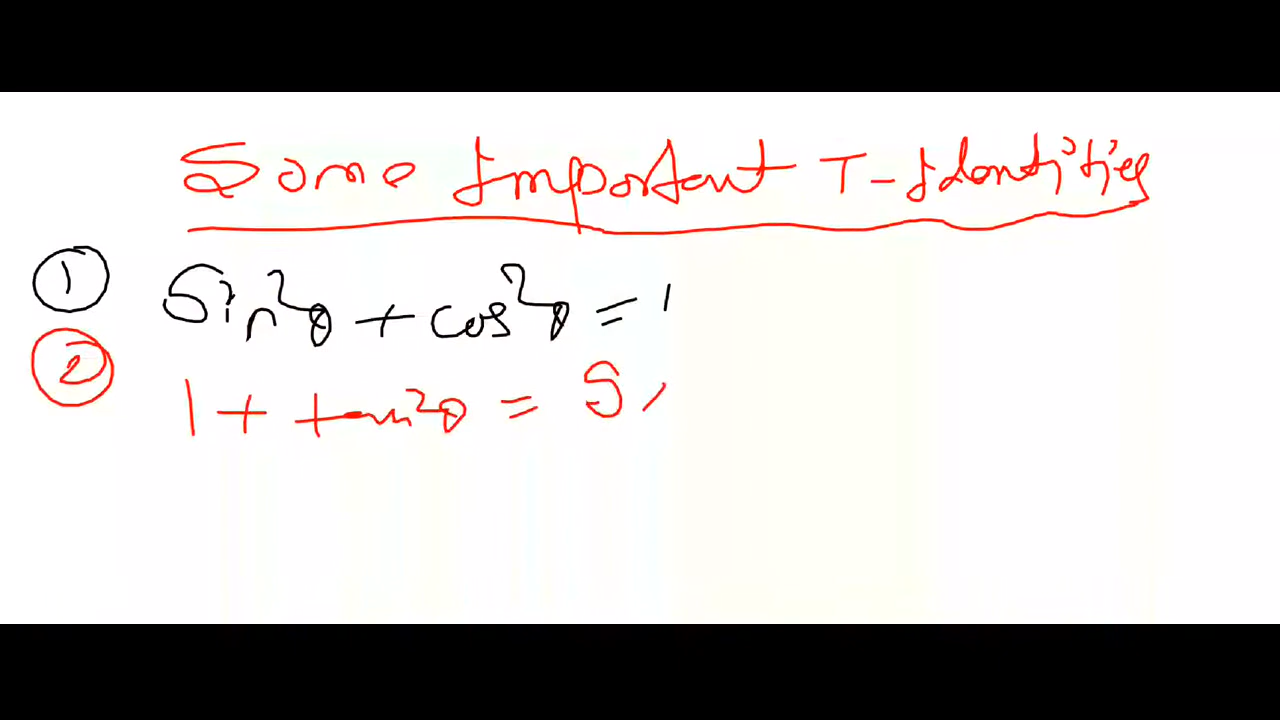 Some Important T-Identities
① Sin²θ + cos²θ = 1
② 1 + tan²θ = S